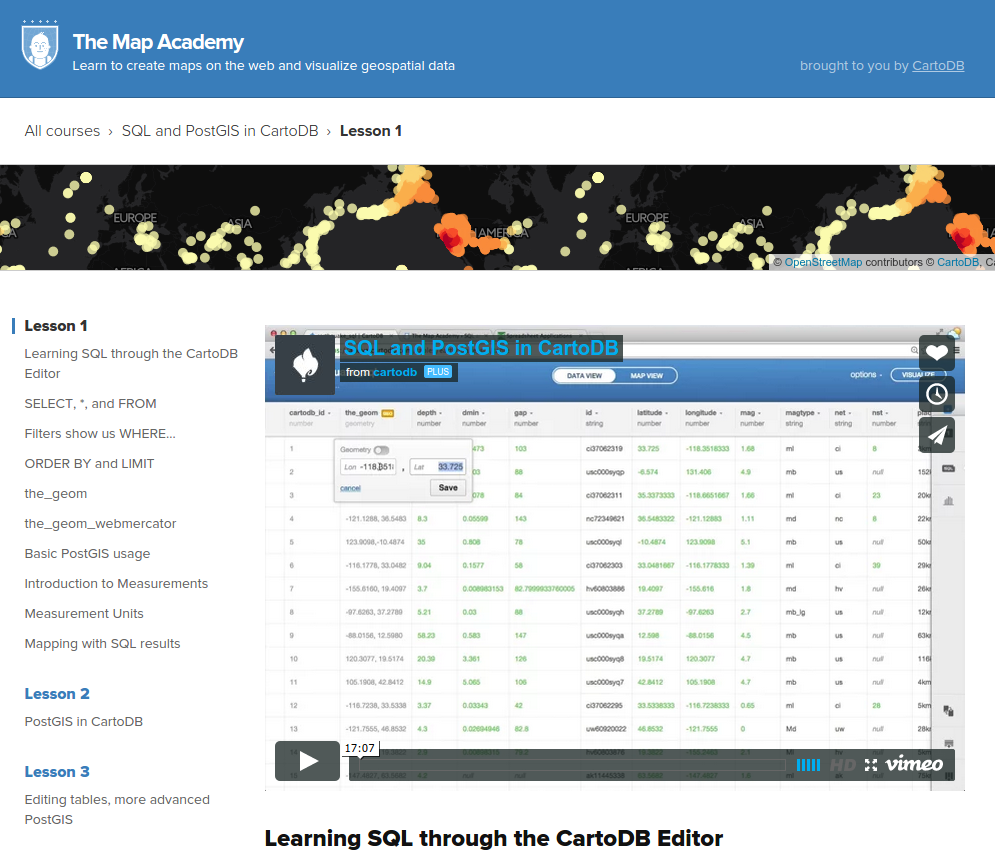 The Map Academy
Learn to create maps on the web and visualize geospatial data
brought to you by CartoDB
All courses › SQL and PostGIS in CartoDB › Lesson 1
EUROPE ASIA AMERICA EUROPE ASIA
AFRICA AFRICA
© OpenStreetMap contributors © CartoDB, Ca
Lesson 1
Learning SQL through the CartoDB
Editor
SELECT, *, and FROM
Filters show us WHERE...
ORDER BY and LIMIT
the_geom
the_geom_webmercator
Basic PostGIS usage
Introduction to Measurements
Measurement Units
Mapping with SQL results
Lesson 2
PostGIS in CartoDB
Lesson 3
Editing tables, more advanced
PostGIS
SQL and PostGIS in CartoDB
from cartodb PLUS
DATA VIEW MAP VIEW options VISUALIZE
cartodb_id the_geom depth dmin gap id latitude longitude mag magtype net nst
number geometry number number number string number number number string string number
1 473 103 ci37062319 33.725 -118.3518333 1.68 ml ci 8
Geometry
Lon Lat 33.725
cancel Save
2 03 88 usc000syqp -6.574 131.406 4.9 mb us null 152
3 078 84 ci37062311 35.3373333 -118.6651667 1.66 ml ci 23 20k
4 -121.1288, 36.5483 8.3 0.05599 143 nc72349621 36.5483322 -121.12883 1.11 md nc 8 22k
5 123.9098,-10.4874 35 0.808 78 usc000syql -10.4874 123.9098 5.1 mb us null 50k
6 -116.1778, 33.0482 9.04 0.1577 58 ci37062303 33.0481667 -116.1778333 1.39 ml ci 39 29k
7 -155.6160, 19.4097 3.7 0.008983153 82.7999933760005 hv60803886 19.4097 -155.616 1.8 md hv null 26k
8 -97.6263, 37.2789 5.21 0.03 88 usc000syqh 37.2789 -97.6263 2.7 mb_lg us null 12k
9 -88.0156, 12.5980 58.23 0.583 147 usc000syqa 12.598 -88.0156 4.5 mb us null 63k
10 120.3077, 19.5174 20.39 3.361 126 usc000syq8 19.5174 120.3077 4.7 mb us null 116
11 105.1908, 42.8412 14.9 5.065 106 usc000syq7 42.8412 105.1908 4.7 mb us null 4km
12 -116.7238, 33.5338 3.37 0.03343 42 ci37062295 33.5338333 -116.7238333 0.65 ml ci 28 5km
13 -121.7555, 46.8532 4.3 0.02694946 82.8 uw60920022 46.8532 -121.7555 0 Md uw null 28k
17:07
HD vimeo
Learning SQL through the CartoDB Editor